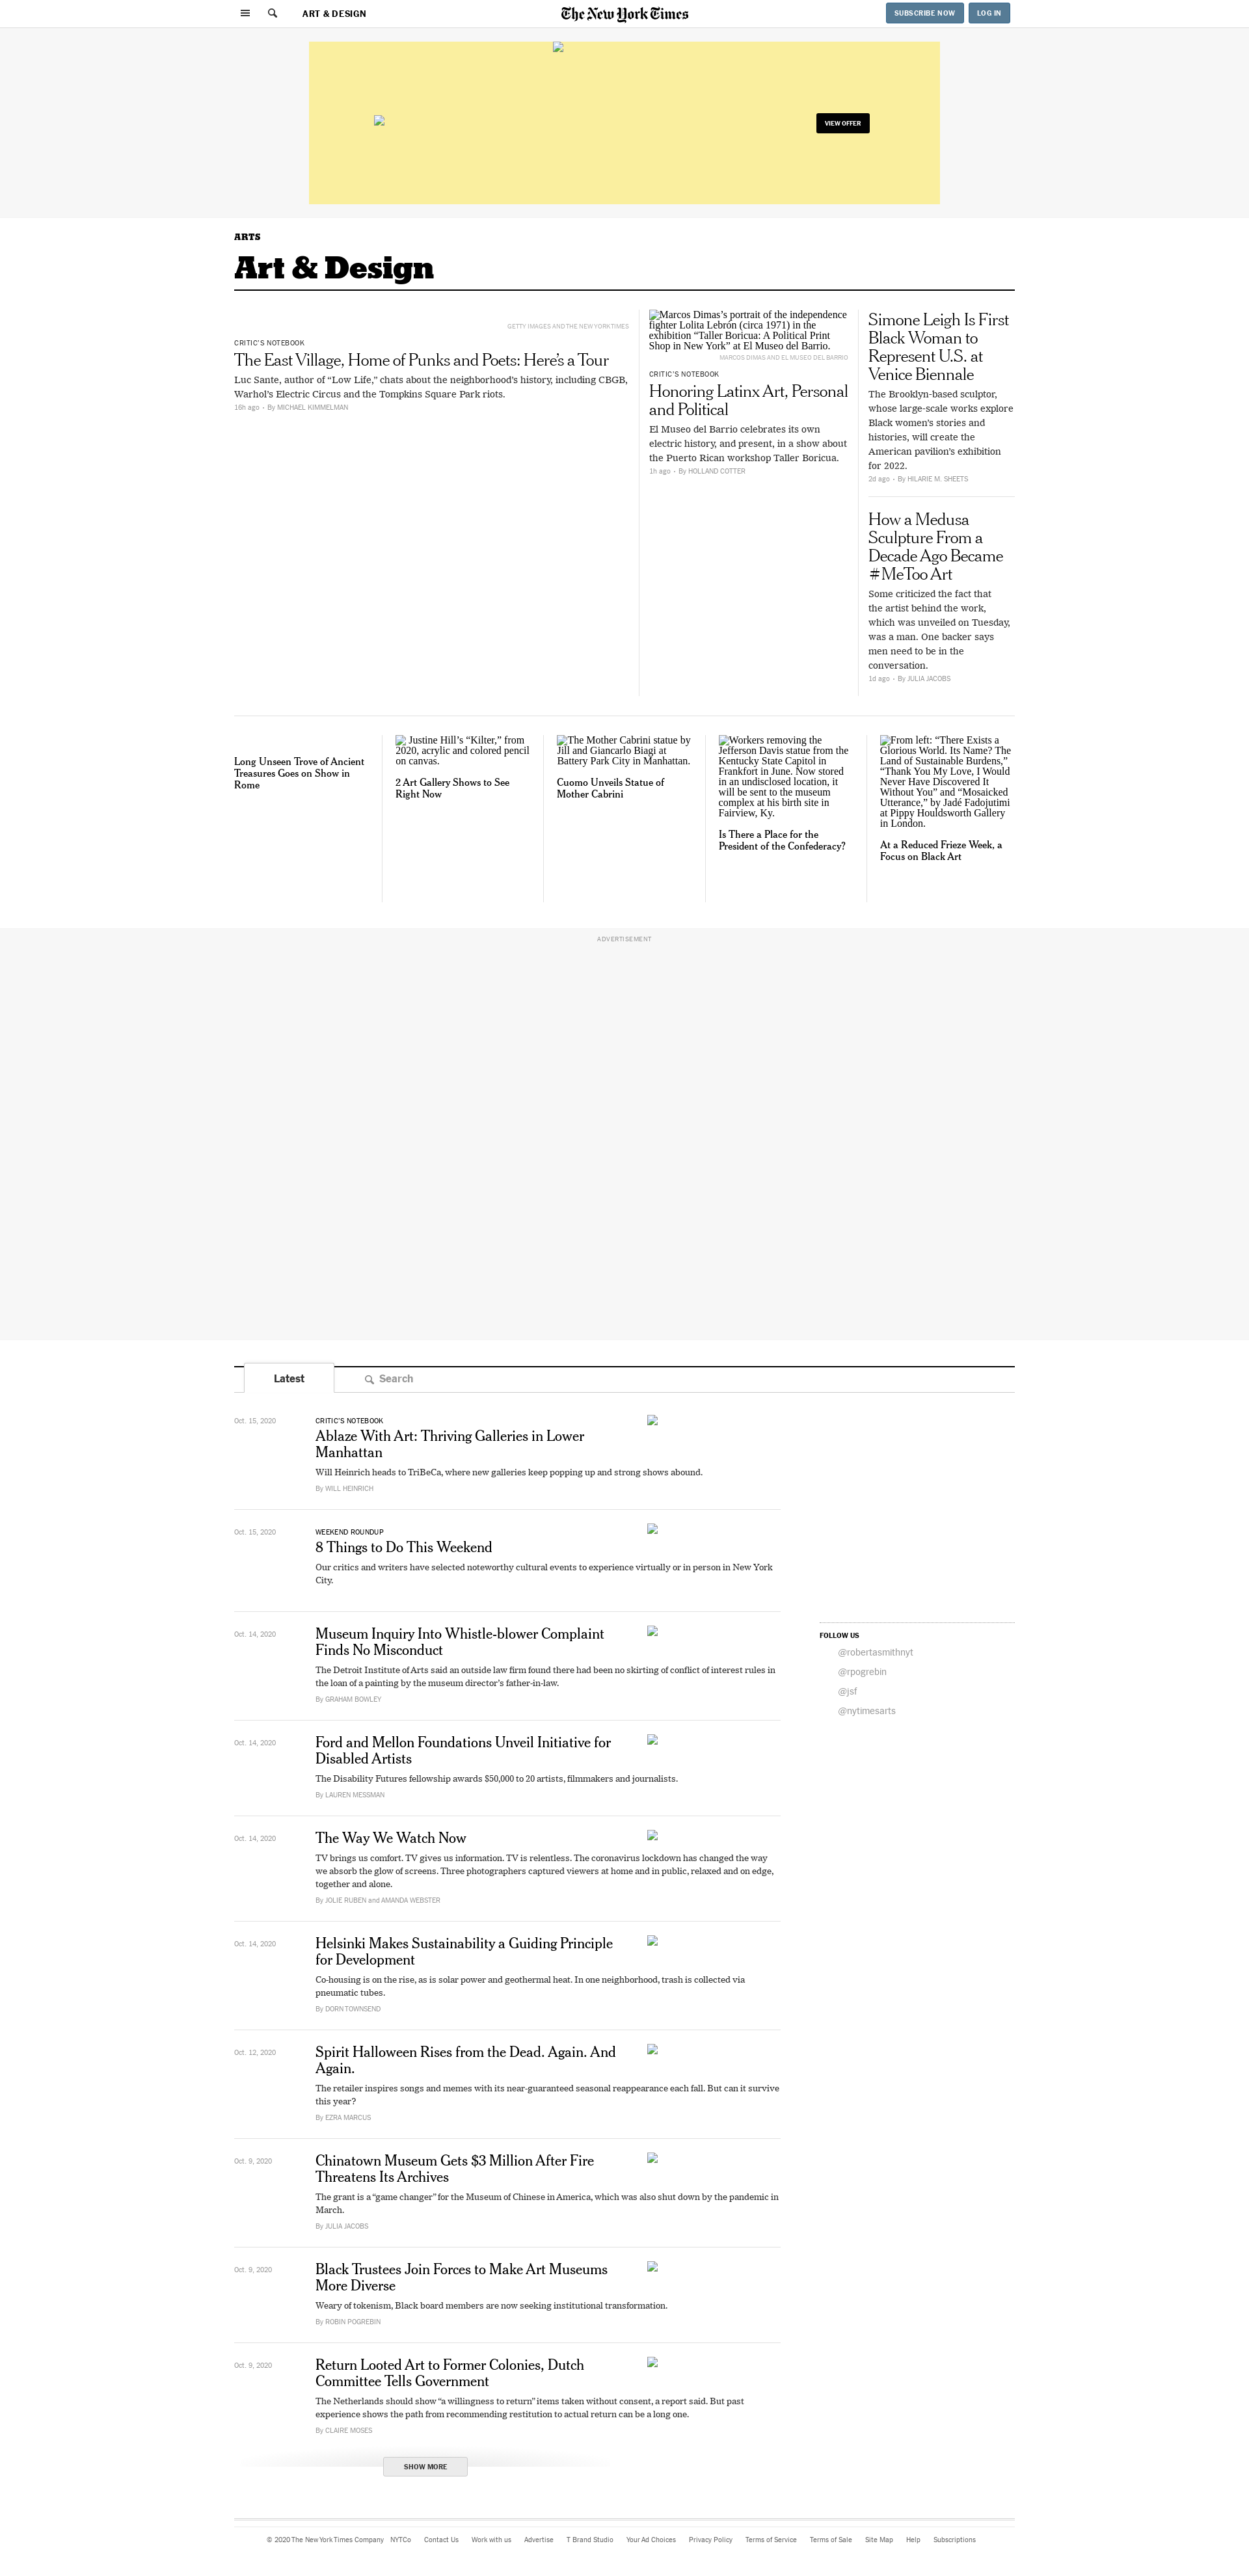 ART & DESIGN
The New York Times
SUBSCRIBE NOW
LOG IN
VIEW OFFER
ARTS
Art & Design
GETTY IMAGES AND THE NEW YORK TIMES
CRITIC'S NOTEBOOK
The East Village, Home of Punks and Poets: Here's a Tour
Luc Sante, author of “Low Life,” chats about the neighborhood's history, including CBGB,
Warhol's Electric Circus and the Tompkins Square Park riots.
16h ago • By MICHAEL KIMMELMAN
Marcos Dimas’s portrait of the independence
fighter Lolita Lebrón (circa 1971) in the
exhibition “Taller Boricua: A Political Print
Shop in New York” at El Museo del Barrio.
MARCOS DIMAS AND EL MUSEO DEL BARRIO
CRITIC'S NOTEBOOK
Honoring Latinx Art, Personal
and Political
El Museo del Barrio celebrates its own
electric history, and present, in a show about
the Puerto Rican workshop Taller Boricua.
1h ago • By HOLLAND COTTER
Simone Leigh Is First
Black Woman to
Represent U.S. at
Venice Biennale
The Brooklyn-based sculptor,
whose large-scale works explore
Black women's stories and
histories, will create the
American pavilion's exhibition
for 2022.
2d ago • By HILARIE M. SHEETS
How a Medusa
Sculpture From a
Decade Ago Became
#MeToo Art
Some criticized the fact that
the artist behind the work,
which was unveiled on Tuesday,
was a man. One backer says
men need to be in the
conversation.
1d ago • By JULIA JACOBS
Long Unseen Trove of Ancient
Treasures Goes on Show in
Rome
Justine Hill’s “Kilter,” from
2020, acrylic and colored pencil
on canvas.
2 Art Gallery Shows to See
Right Now
The Mother Cabrini statue by
Jill and Giancarlo Biagi at
Battery Park City in Manhattan.
Cuomo Unveils Statue of
Mother Cabrini
Workers removing the
Jefferson Davis statue from the
Kentucky State Capitol in
Frankfort in June. Now stored
in an undisclosed location, it
will be sent to the museum
complex at his birth site in
Fairview, Ky.
Is There a Place for the
President of the Confederacy?
From left: “There Exists a
Glorious World. Its Name? The
Land of Sustainable Burdens,”
“Thank You My Love, I Would
Never Have Discovered It
Without You” and “Mosaicked
Utterance,” by Jadé Fadojutimi
at Pippy Houldsworth Gallery
in London.
At a Reduced Frieze Week, a
Focus on Black Art
ADVERTISEMENT
Latest
Search
Oct. 15, 2020
CRITIC'S NOTEBOOK
Ablaze With Art: Thriving Galleries in Lower
Manhattan
Will Heinrich heads to TriBeCa, where new galleries keep popping up and strong shows abound.
By WILL HEINRICH
Oct. 15, 2020
WEEKEND ROUNDUP
8 Things to Do This Weekend
Our critics and writers have selected noteworthy cultural events to experience virtually or in person in New York
City.
Oct. 14, 2020
Museum Inquiry Into Whistle-blower Complaint
Finds No Misconduct
The Detroit Institute of Arts said an outside law firm found there had been no skirting of conflict of interest rules in
the loan of a painting by the museum director's father-in-law.
By GRAHAM BOWLEY
Oct. 14, 2020
Ford and Mellon Foundations Unveil Initiative for
Disabled Artists
The Disability Futures fellowship awards $50,000 to 20 artists, filmmakers and journalists.
By LAUREN MESSMAN
Oct. 14, 2020
The Way We Watch Now
TV brings us comfort. TV gives us information. TV is relentless. The coronavirus lockdown has changed the way
we absorb the glow of screens. Three photographers captured viewers at home and in public, relaxed and on edge,
together and alone.
By JOLIE RUBEN and AMANDA WEBSTER
Oct. 14, 2020
Helsinki Makes Sustainability a Guiding Principle
for Development
Co-housing is on the rise, as is solar power and geothermal heat. In one neighborhood, trash is collected via
pneumatic tubes.
By DORN TOWNSEND
Oct. 12, 2020
Spirit Halloween Rises from the Dead. Again. And
Again.
The retailer inspires songs and memes with its near-guaranteed seasonal reappearance each fall. But can it survive
this year?
By EZRA MARCUS
Oct. 9, 2020
Chinatown Museum Gets $3 Million After Fire
Threatens Its Archives
The grant is a “game changer” for the Museum of Chinese in America, which was also shut down by the pandemic in
March.
By JULIA JACOBS
Oct. 9, 2020
Black Trustees Join Forces to Make Art Museums
More Diverse
Weary of tokenism, Black board members are now seeking institutional transformation.
By ROBIN POGREBIN
Oct. 9, 2020
Return Looted Art to Former Colonies, Dutch
Committee Tells Government
The Netherlands should show “a willingness to return” items taken without consent, a report said. But past
experience shows the path from recommending restitution to actual return can be a long one.
By CLAIRE MOSES
SHOW MORE
FOLLOW US
@robertasmithnyt
@rpogrebin
@jsf
@nytimesarts
© 2020 The New York Times Company NYTCo Contact Us Work with us Advertise T Brand Studio Your Ad Choices Privacy Policy Terms of Service Terms of Sale Site Map Help Subscriptions